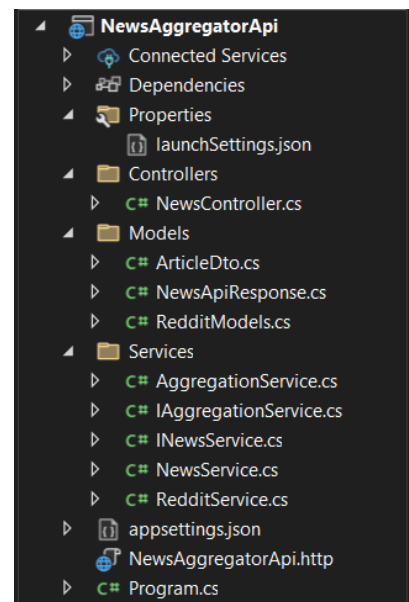 NewsAggregatorApi
Connected Services
Dependencies
Properties
launchSettings.json
Controllers
C# NewsController.cs
Models
C# ArticleDto.cs
C# NewsApiResponse.cs
C# RedditModels.cs
Services
C# AggregationService.cs
C# IAggregationService.cs
C# INewsService.cs
C# NewsService.cs
C# RedditService.cs
appsettings.json
NewsAggregatorApi.http
C# Program.cs